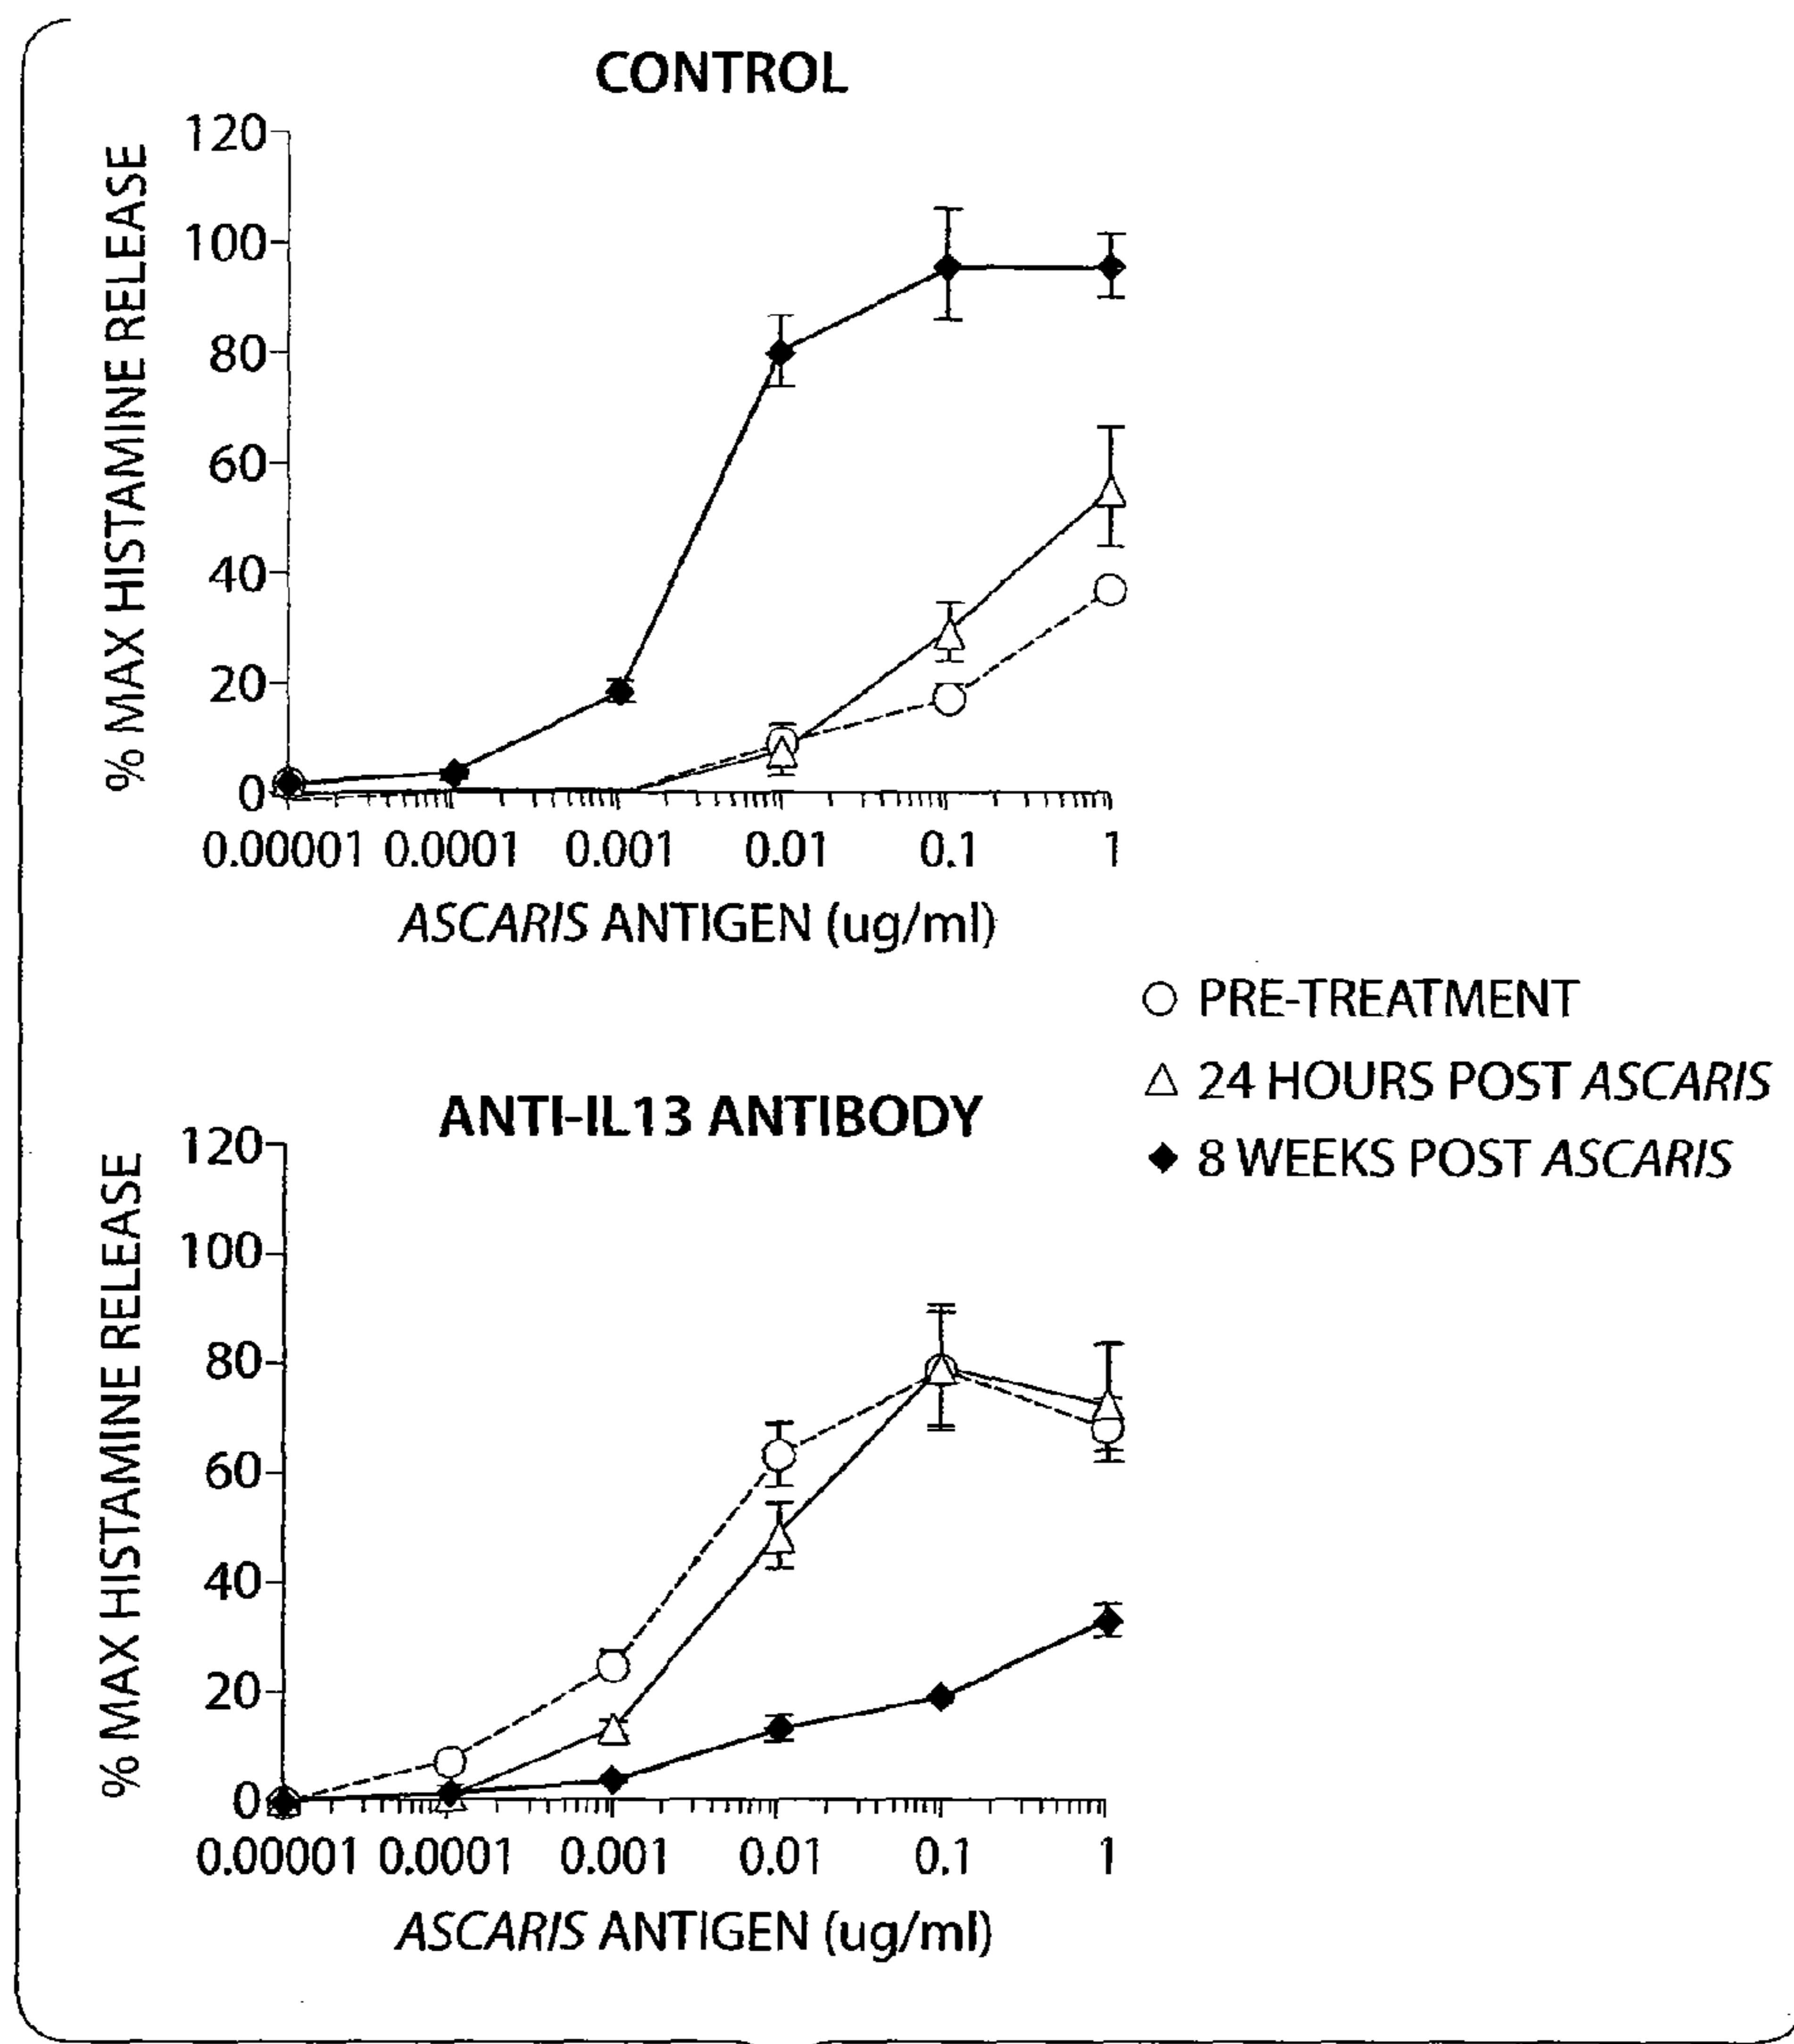 CONTROL
% MAX HISTAMINE RELEASE
120
100
80
60
40
20
0
0.00001 0.0001 0.001 0.01 0.1 1
ASCARIS ANTIGEN (ug/ml)
PRE-TREATMENT
24 HOURS POST ASCARIS
8 WEEKS POST ASCARIS
ANTI-IL13 ANTIBODY
% MAX HISTAMINE RELEASE
120
100
80
60
40
20
0
0.00001 0.0001 0.001 0.01 0.1 1
ASCARIS ANTIGEN (ug/ml)